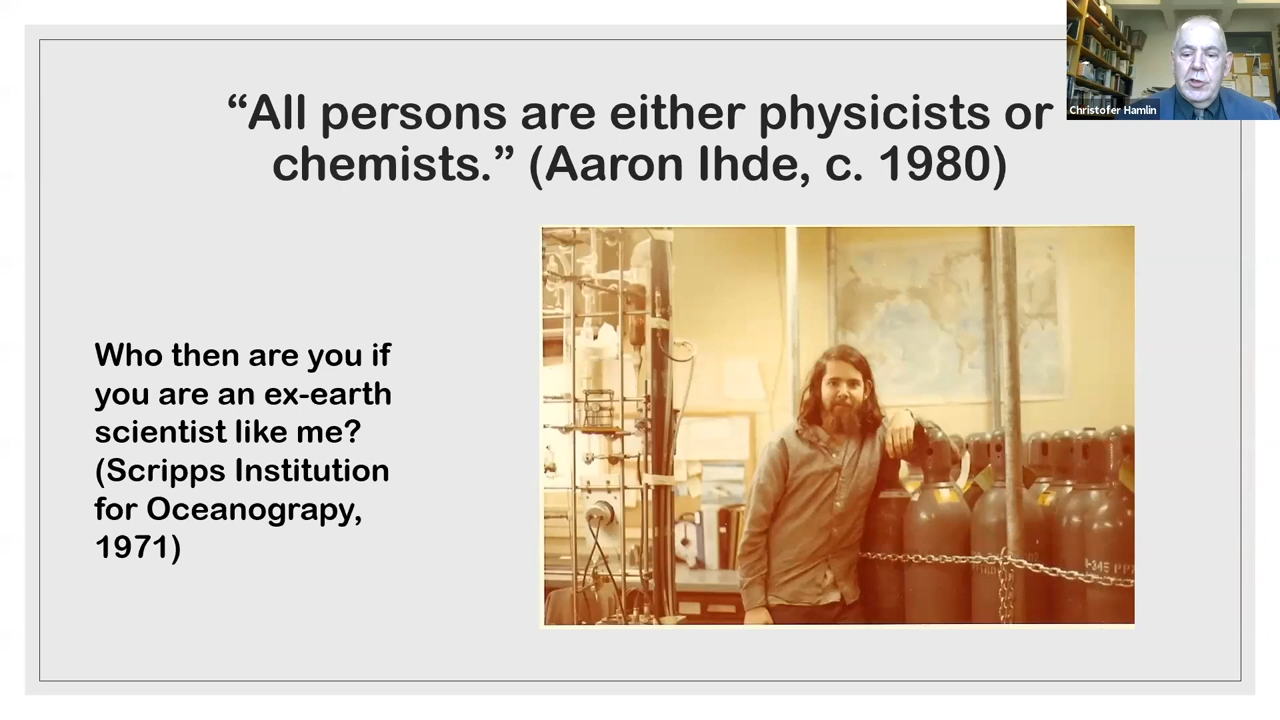 “All persons are either physicists or
chemists.” (Aaron Ihde, c. 1980)
Christofer Hamlin
Who then are you if
you are an ex-earth
scientist like me?
(Scripps Institution
for Oceanograpy,
1971)